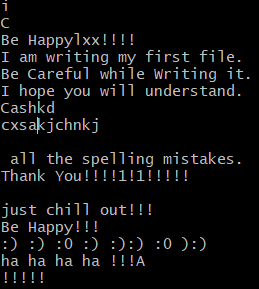 i
C
Be Happylxx!!!!
I am writing my first file.
Be Careful while Writing it.
I hope you will understand.
Cashkd
cxsakjchnkj
all the spelling mistakes.
Thank You!!!!1!1!!!!!
just chill out!!!
Be Happy!!!
:) :) :0 :) :):) :0 ):)
ha ha ha ha !!!A
!!!!!